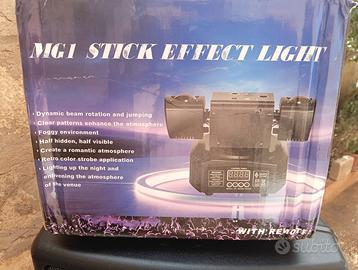 MG1 STICK EFFECT LIGHT
• Dynamic beam rotation and jumping
• Clear patterns enhance the atmosphere
• Foggy environment
• Half hidden, half visible
• Create a romantic atmosphere
• Retro color strobe application
• Lighting up the night and
enlivening the atmosphere
of the venue
WITH REMOTE
subito